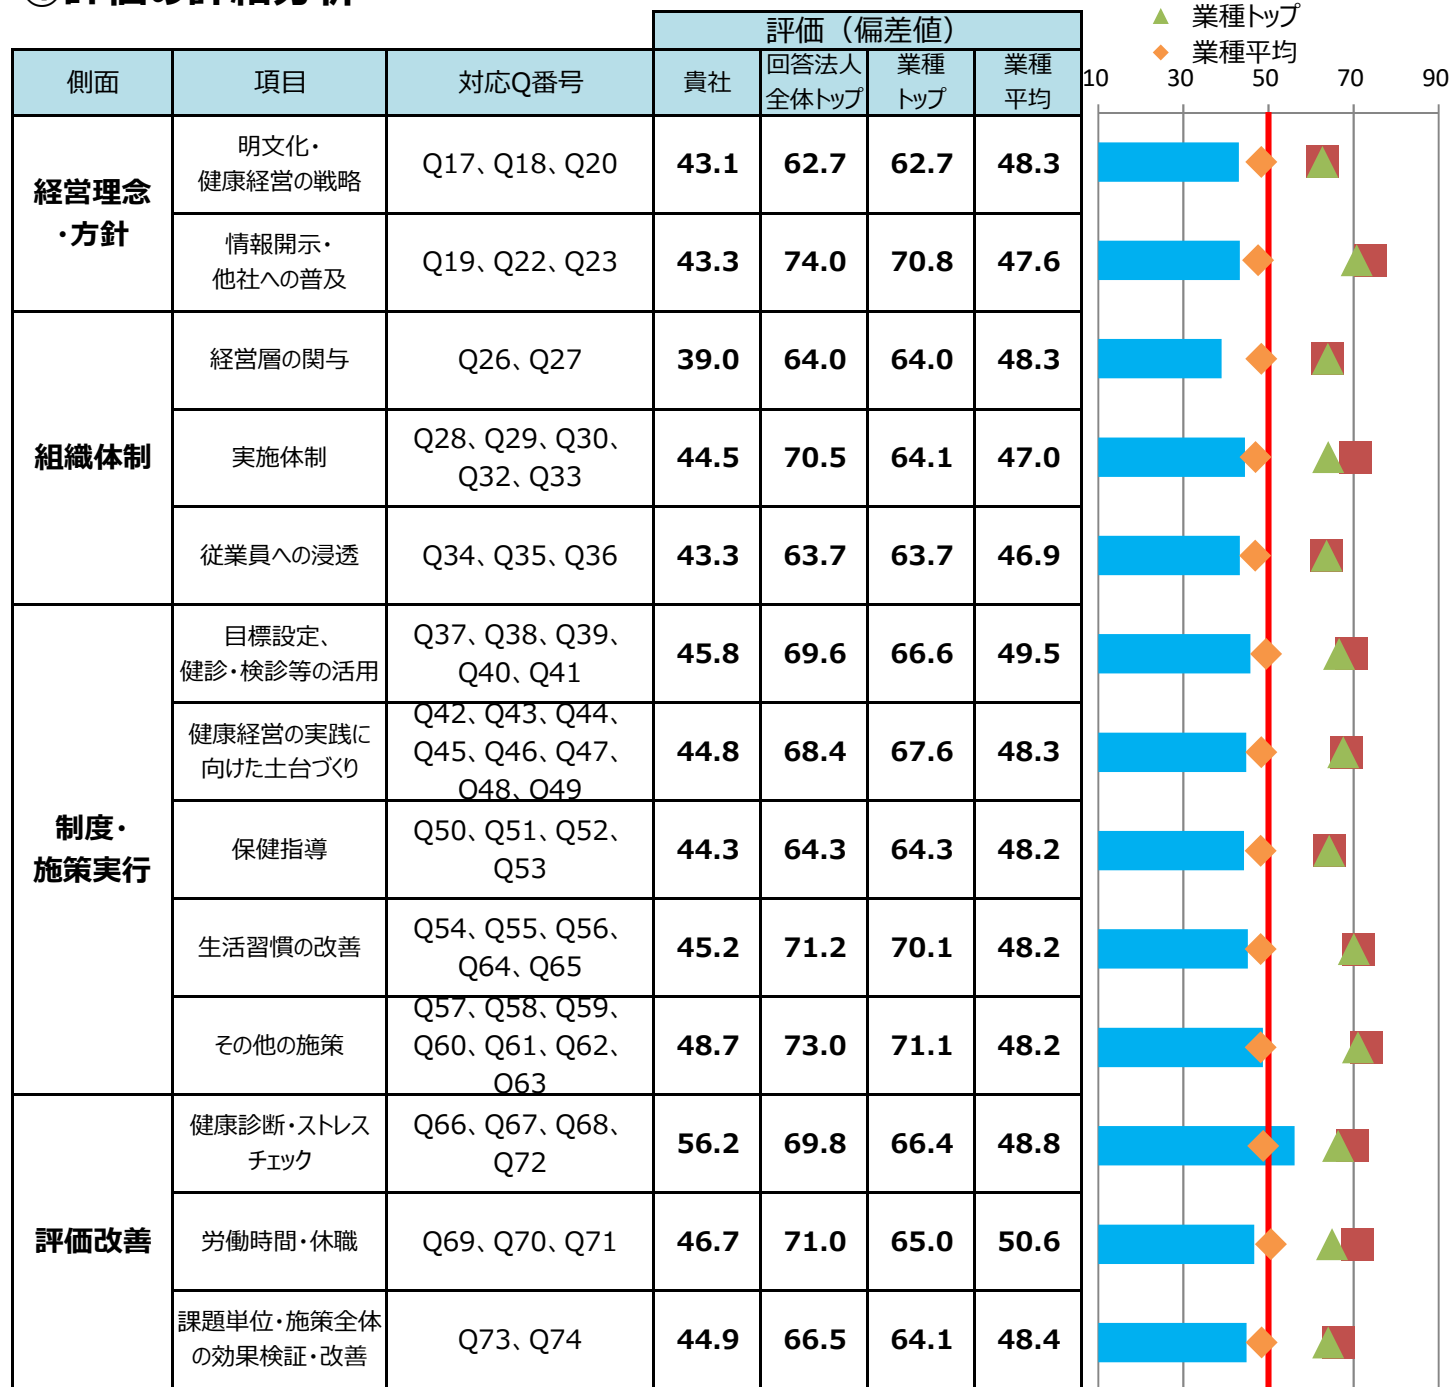 ①評価の詳細分析
▲ 業種トップ
◆ 業種平均
10 30 50 70 90
評価（偏差値）
側面 項目 対応Q番号 貴社 回答法人全体トップ 業種トップ 業種平均
経営理念・方針
明文化・健康経営の戦略 Q17、Q18、Q20 43.1 62.7 62.7 48.3
情報開示・他社への普及 Q19、Q22、Q23 43.3 74.0 70.8 47.6
組織体制
経営層の関与 Q26、Q27 39.0 64.0 64.0 48.3
実施体制 Q28、Q29、Q30、Q32、Q33 44.5 70.5 64.1 47.0
従業員への浸透 Q34、Q35、Q36 43.3 63.7 63.7 46.9
制度・施策実行
目標設定、健診・検診等の活用 Q37、Q38、Q39、Q40、Q41 45.8 69.6 66.6 49.5
健康経営の実践に向けた土台づくり Q42、Q43、Q44、Q45、Q46、Q47、Q48、Q49 44.8 68.4 67.6 48.3
保健指導 Q50、Q51、Q52、Q53 44.3 64.3 64.3 48.2
生活習慣の改善 Q54、Q55、Q56、Q64、Q65 45.2 71.2 70.1 48.2
その他の施策 Q57、Q58、Q59、Q60、Q61、Q62、Q63 48.7 73.0 71.1 48.2
評価改善
健康診断・ストレスチェック Q66、Q67、Q68、Q72 56.2 69.8 66.4 48.8
労働時間・休職 Q69、Q70、Q71 46.7 71.0 65.0 50.6
課題単位・施策全体の効果検証・改善 Q73、Q74 44.9 66.5 64.1 48.4